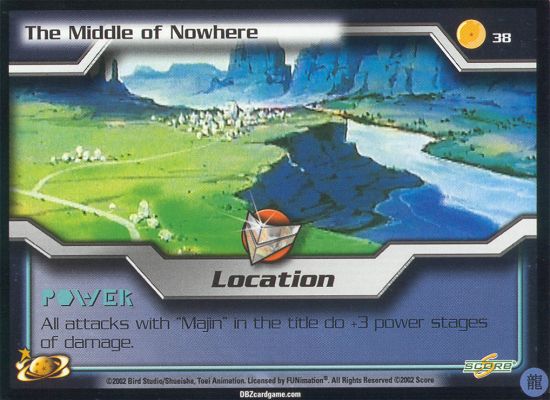 The Middle of Nowhere
38
Location
POWER
All attacks with "Majin" in the title do +3 power stages
of damage.
SCORE
龍
©2002 Bird Studio/Shueisha, Toei Animation. Licensed by FUNimation®. All Rights Reserved ©2002 Score
DBZcardgame.com